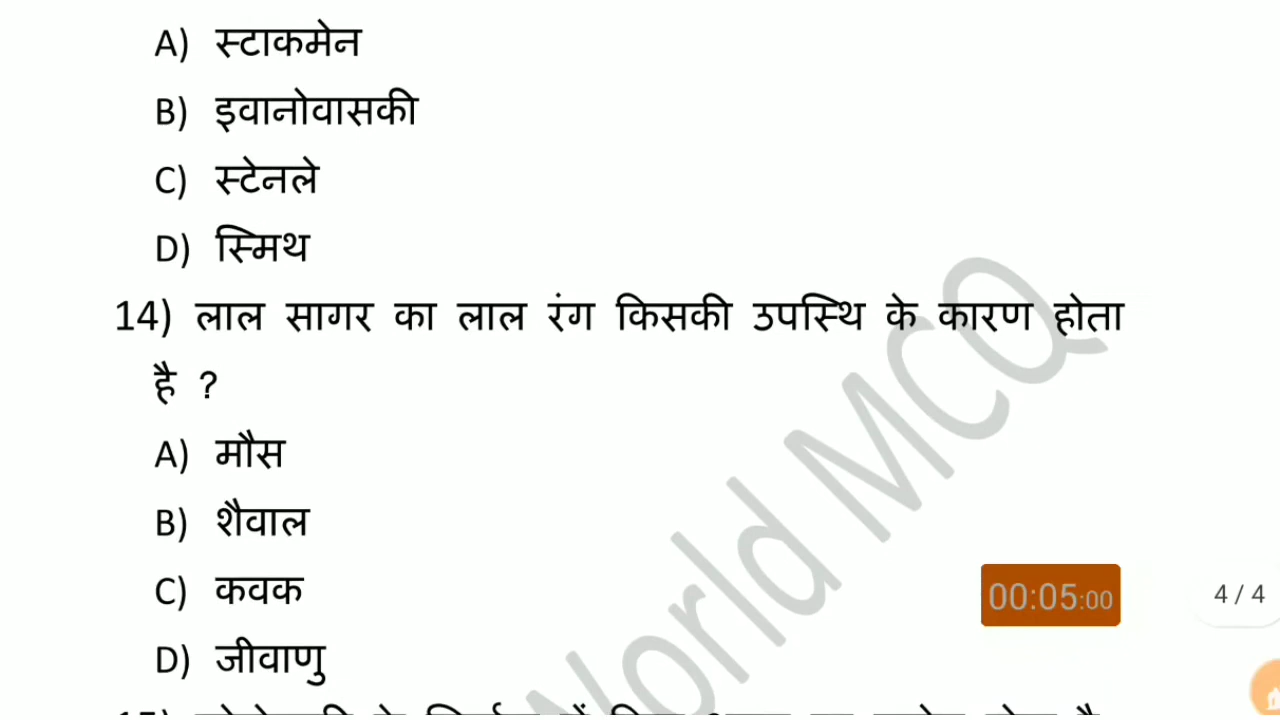 A) स्टाकमेन
B) इवानोवासकी
C) स्टेनले
D) स्मिथ
14) लाल सागर का लाल रंग किसकी उपस्थि के कारण होता
है ?
A) मौस
B) शैवाल
C) कवक
D) जीवाणु
World MCQ
00:05:00
4 / 4